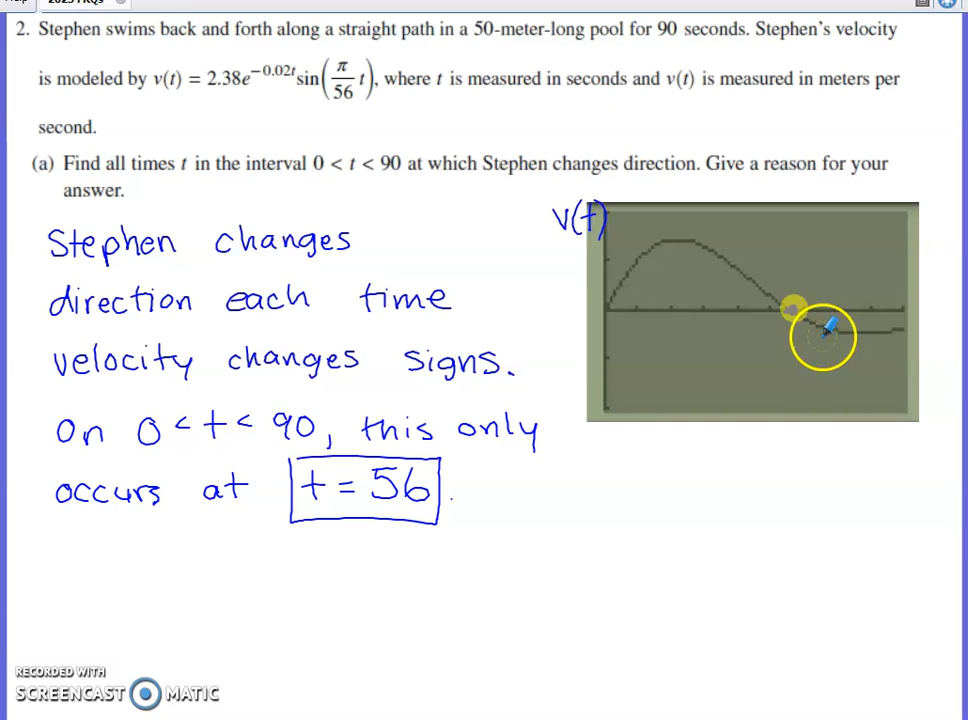 Help 2023 FRQs
2. Stephen swims back and forth along a straight path in a 50-meter-long pool for 90 seconds. Stephen's velocity
is modeled by v(t) = 2.38e^{-0.02t} sin(π/56 t), where t is measured in seconds and v(t) is measured in meters per
second.
(a) Find all times t in the interval 0 < t < 90 at which Stephen changes direction. Give a reason for your
answer.
v(t)
Stephen changes
direction each time
velocity changes signs.
On 0 < t < 90, this only
occurs at t = 56.
RECORDED WITH
SCREENCAST MATIC